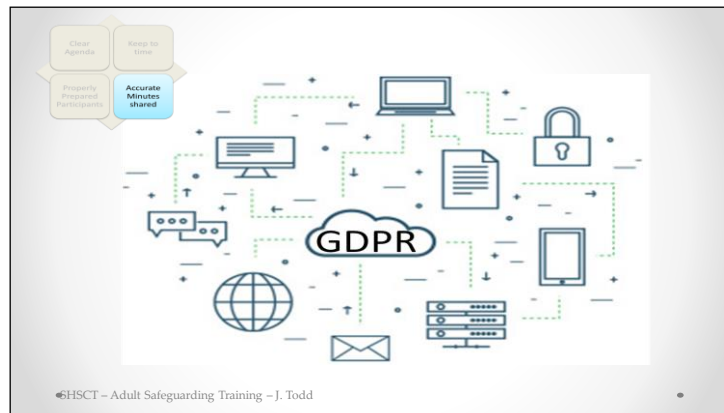 Clear
Agenda
Keep to
time
Properly
Prepared
Participants
Accurate
Minutes
shared
GDPR
SHSCT – Adult Safeguarding Training – J. Todd